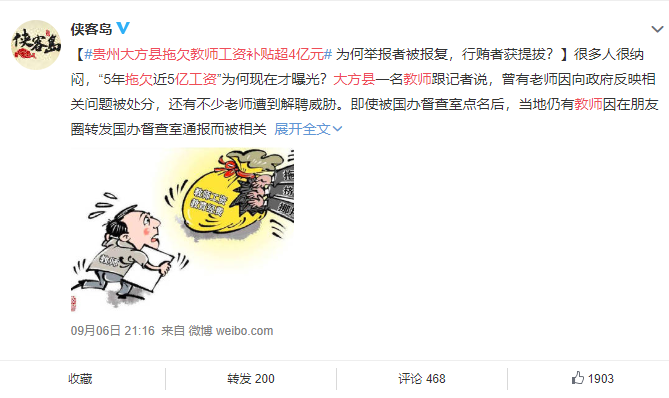 侠客岛
侠客岛
【#贵州大方县拖欠教师工资补贴超4亿元# 为何举报者被报复，行贿者获提拔？】很多人很纳
闷，“5年拖欠近5亿工资”为何现在才曝光？大方县一名教师跟记者说，曾有老师因向政府反映相
关问题被处分，还有不少老师遭到解聘威胁。即使被国办督查室点名后，当地仍有教师因在朋友
圈转发国办督查室通报而被相关 展开全文
教师工资
拖
挪
教师
09月06日 21:16 来自 微博 weibo.com
收藏 转发 200 评论 468 1903